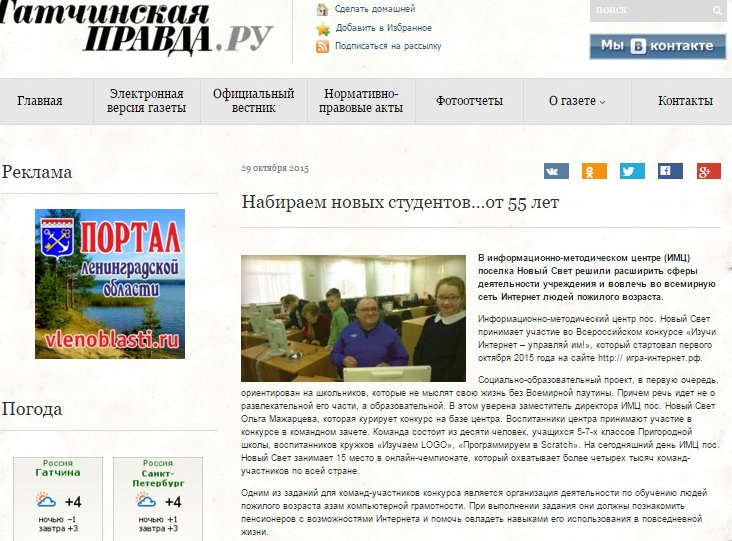 Гатчинская
ПРАВДА.РУ
Сделать домашней
Добавить в Избранное
Подписаться на рассылку
поиск
Мы В контакте
Главная
Электронная
версия газеты
Официальный
вестник
Нормативно-
правовые акты
Фотоотчеты
О газете
Контакты
Реклама
ПОРТАЛ
ленинградской
области
vlenoblasti.ru
Погода
Россия
Гатчина
+4
ночью −1
завтра +3
Россия
Санкт-
Петербург
+4
ночью +1
завтра +3
29 октября 2015
Набираем новых студентов...от 55 лет
В информационно-методическом центре (ИМЦ)
поселка Новый Свет решили расширить сферы
деятельности учреждения и вовлечь во всемирную
сеть Интернет людей пожилого возраста.
Информационно-методический центр пос. Новый Свет
принимает участие во Всероссийском конкурсе «Изучи
Интернет – управляй им!», который стартовал первого
октября 2015 года на сайте http:// игра-интернет.рф.
Социально-образовательный проект, в первую очередь,
ориентирован на школьников, которые не мыслят свою жизнь без Всемирной паутины. Причем речь идет не о
развлекательной его части, а образовательной. В этом уверена заместитель директора ИМЦ пос. Новый Свет
Ольга Мажарцева, которая курирует конкурс на базе центра. Воспитанники центра принимают участие в
конкурсе в командном зачете. Команда состоит из десяти человек, учащихся 5-7-х классов Пригородной
школы, воспитанников кружков «Изучаем LOGO», «Программируем в Scratch». На сегодняшний день ИМЦ пос.
Новый Свет занимает 15 место в онлайн-чемпионате, который охватывает более четырех тысяч команд-
участников по всей стране.
Одним из заданий для команд-участников конкурса является организация деятельности по обучению людей
пожилого возраста азам компьютерной грамотности. При выполнении задания они должны познакомить
пенсионеров с возможностями Интернета и помочь овладеть навыками его использования в повседневной
жизни.